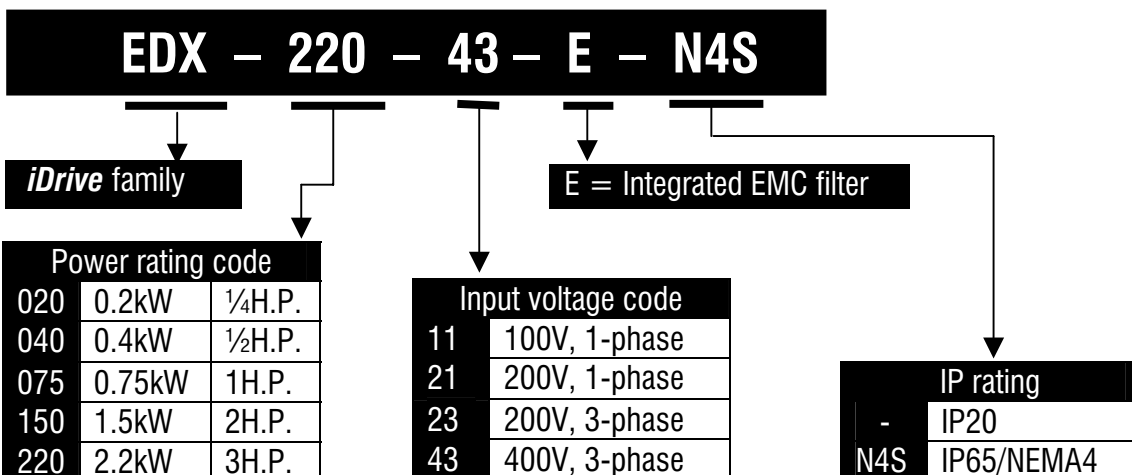 EDX – 220 – 43 – E – N4S
iDrive family
E = Integrated EMC filter
Power rating code
020 0.2kW ¼H.P.
040 0.4kW ½H.P.
075 0.75kW 1H.P.
150 1.5kW 2H.P.
220 2.2kW 3H.P.
Input voltage code
11 100V, 1-phase
21 200V, 1-phase
23 200V, 3-phase
43 400V, 3-phase
IP rating
- IP20
N4S IP65/NEMA4